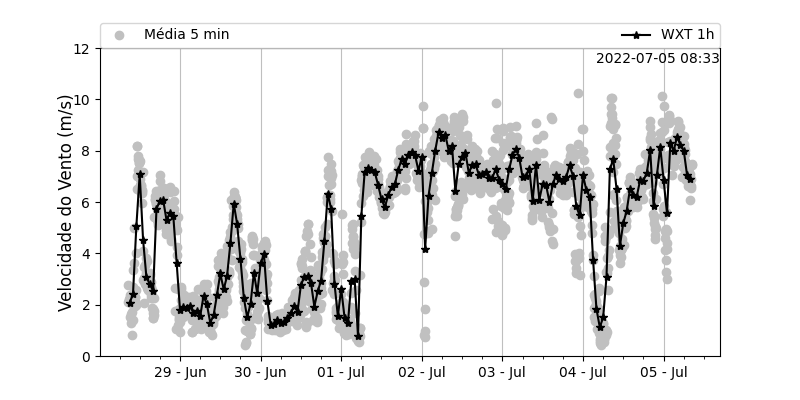 Média 5 min
WXT 1h
2022-07-05 08:33
Velocidade do Vento (m/s)
12
10
8
6
4
2
0
29 - Jun
30 - Jun
01 - Jul
02 - Jul
03 - Jul
04 - Jul
05 - Jul